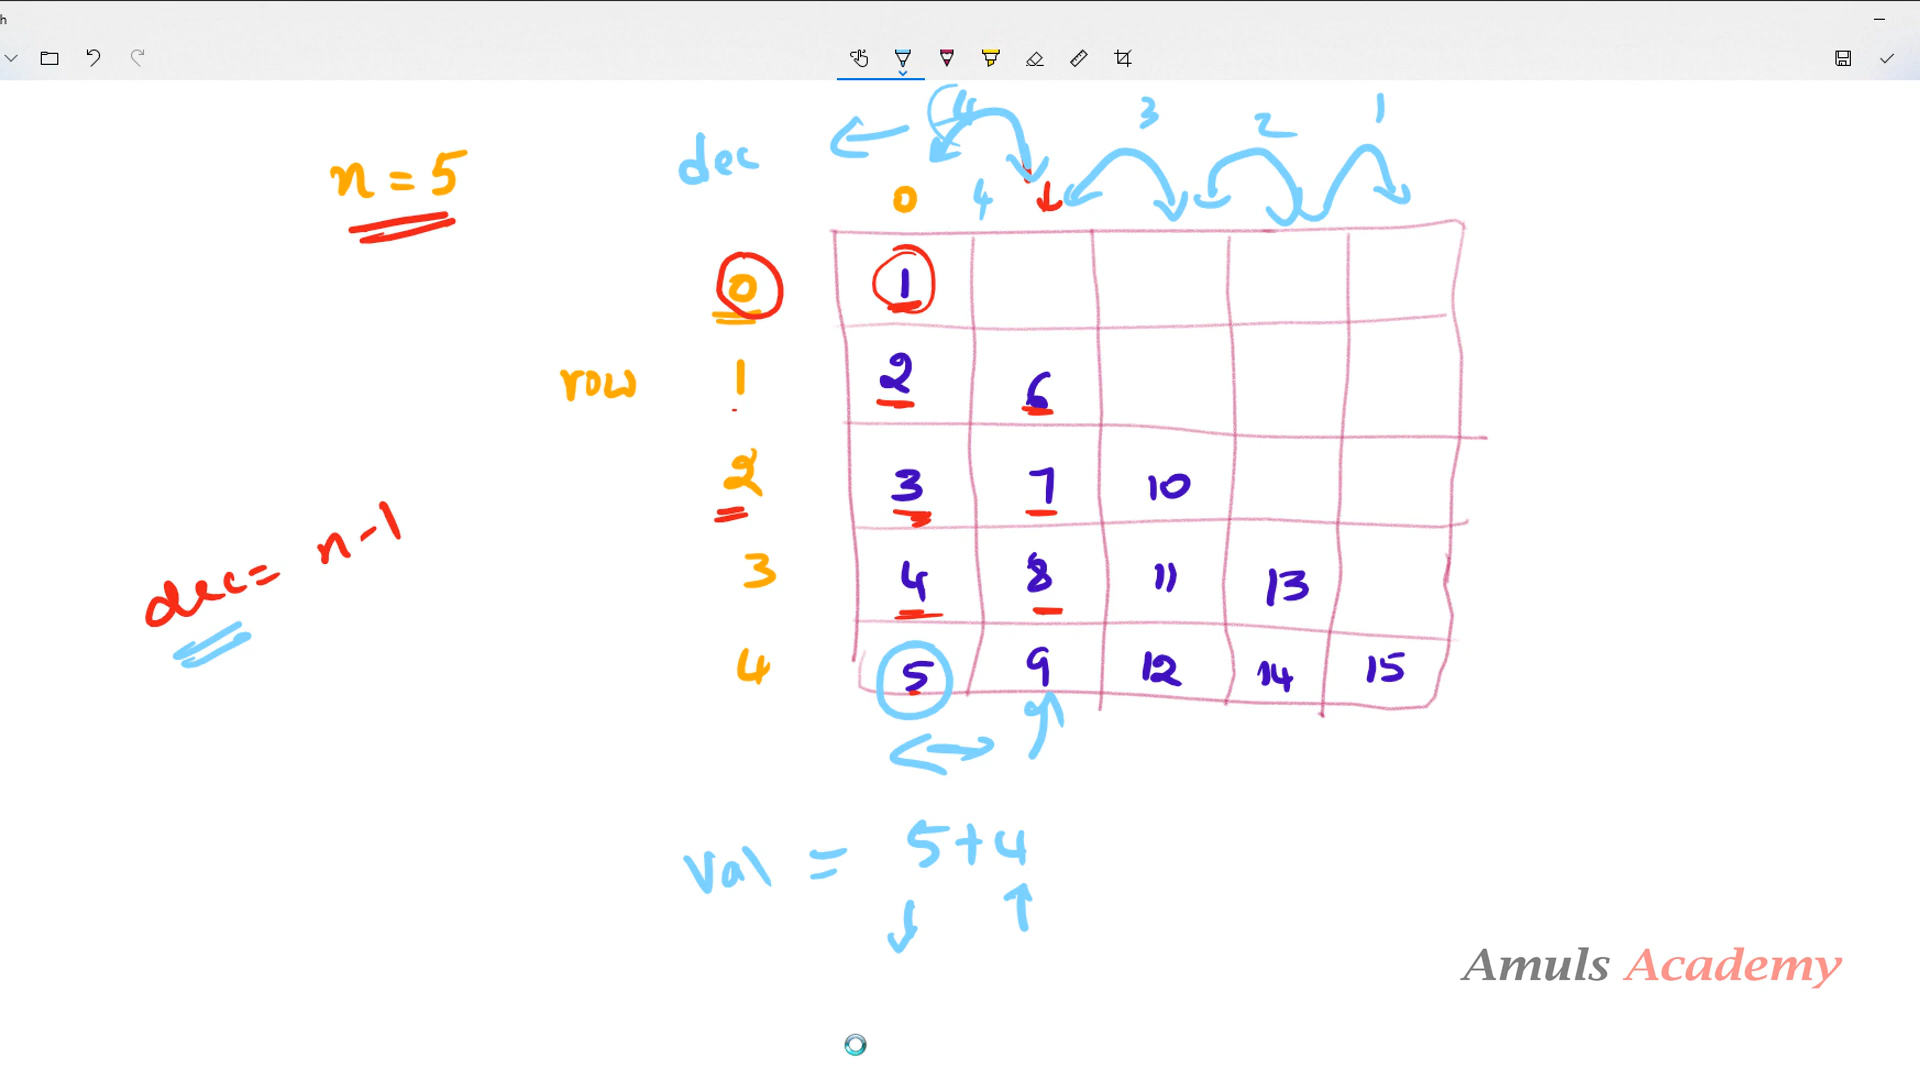 h
4 3 2 1
n = 5 dec
0 4
0 1
row 1 2 6
2 3 7 10
dec = n-1
3 4 8 11 13
4 5 9 12 14 15
Val = 5+4
Amuls Academy